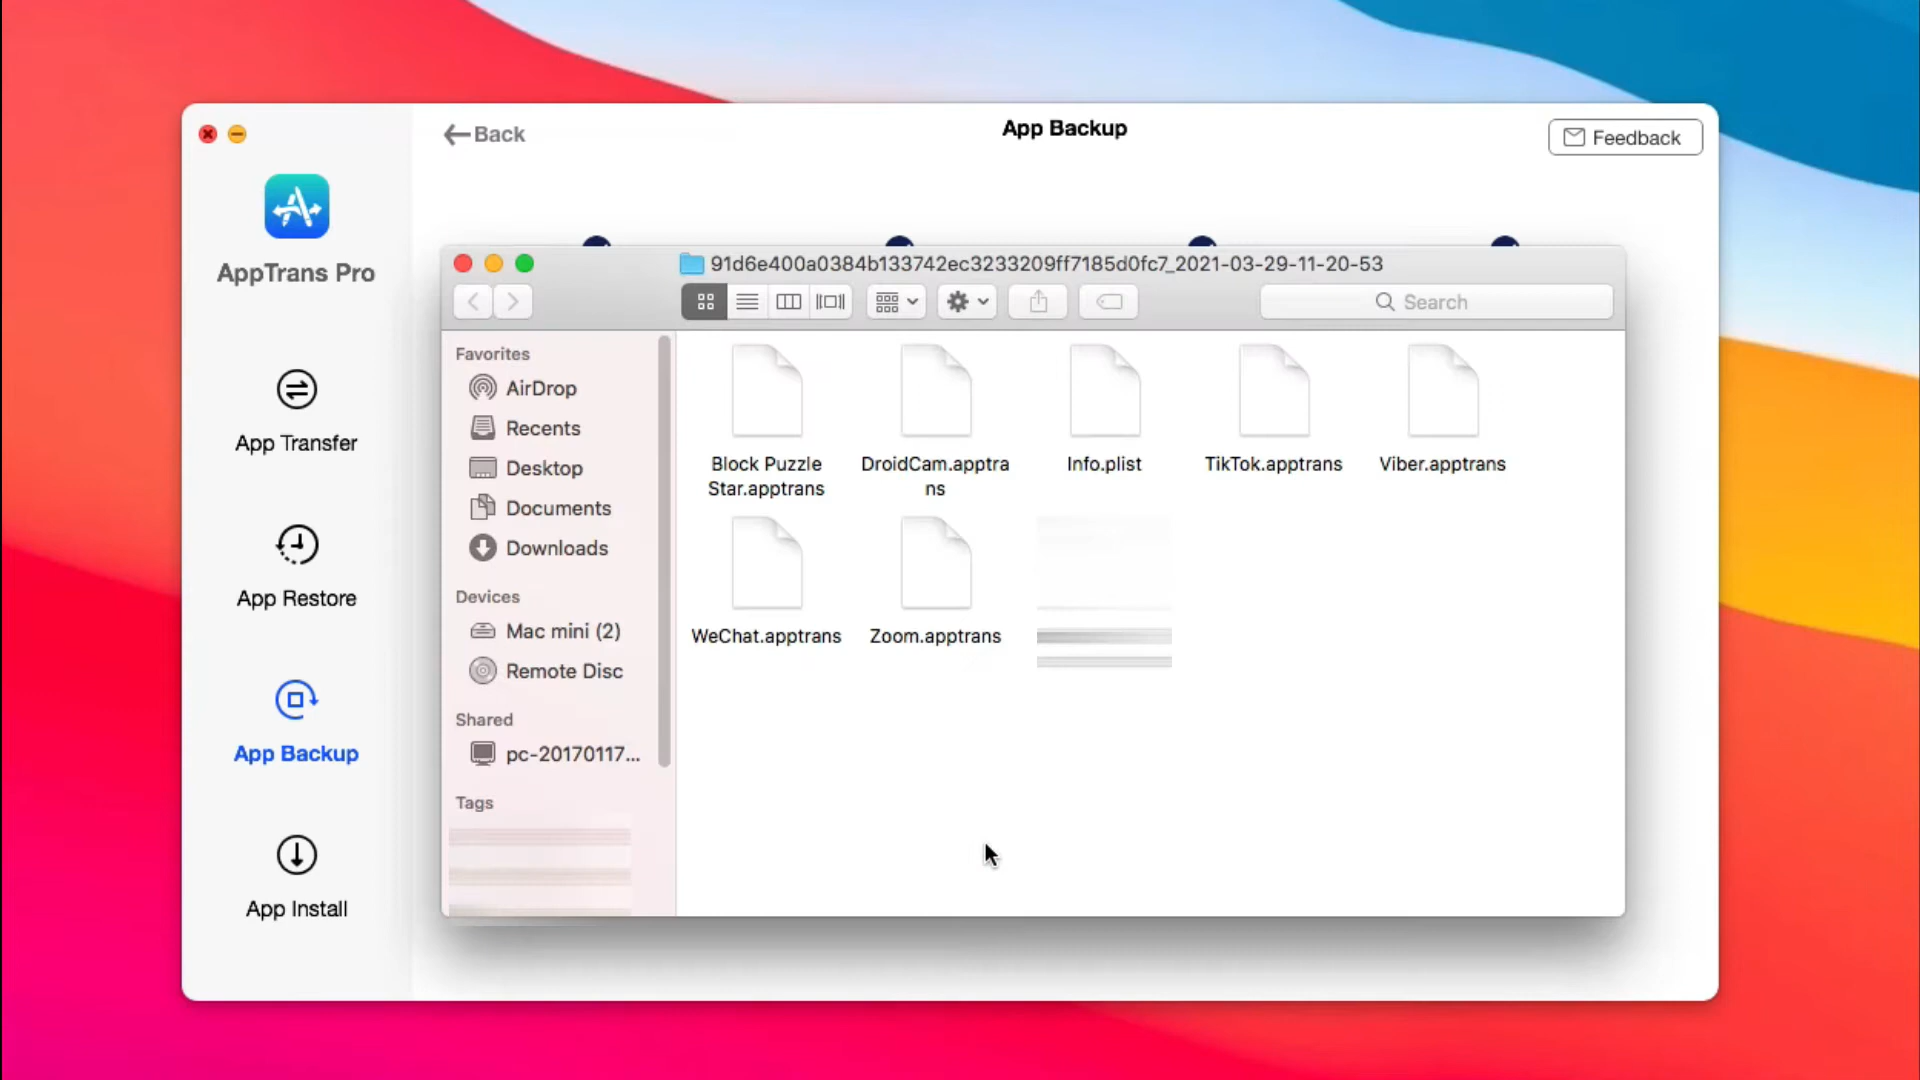 Back
App Backup
Feedback
AppTrans Pro
App Transfer
App Restore
App Backup
App Install
91d6e400a0384b133742ec3233209ff7185d0fc7_2021-03-29-11-20-53
Search
Favorites
AirDrop
Recents
Desktop
Documents
Downloads
Devices
Mac mini (2)
Remote Disc
Shared
pc-20170117...
Tags
Block Puzzle
Star.apptrans
DroidCam.apptra
ns
Info.plist
TikTok.apptrans
Viber.apptrans
WeChat.apptrans
Zoom.apptrans